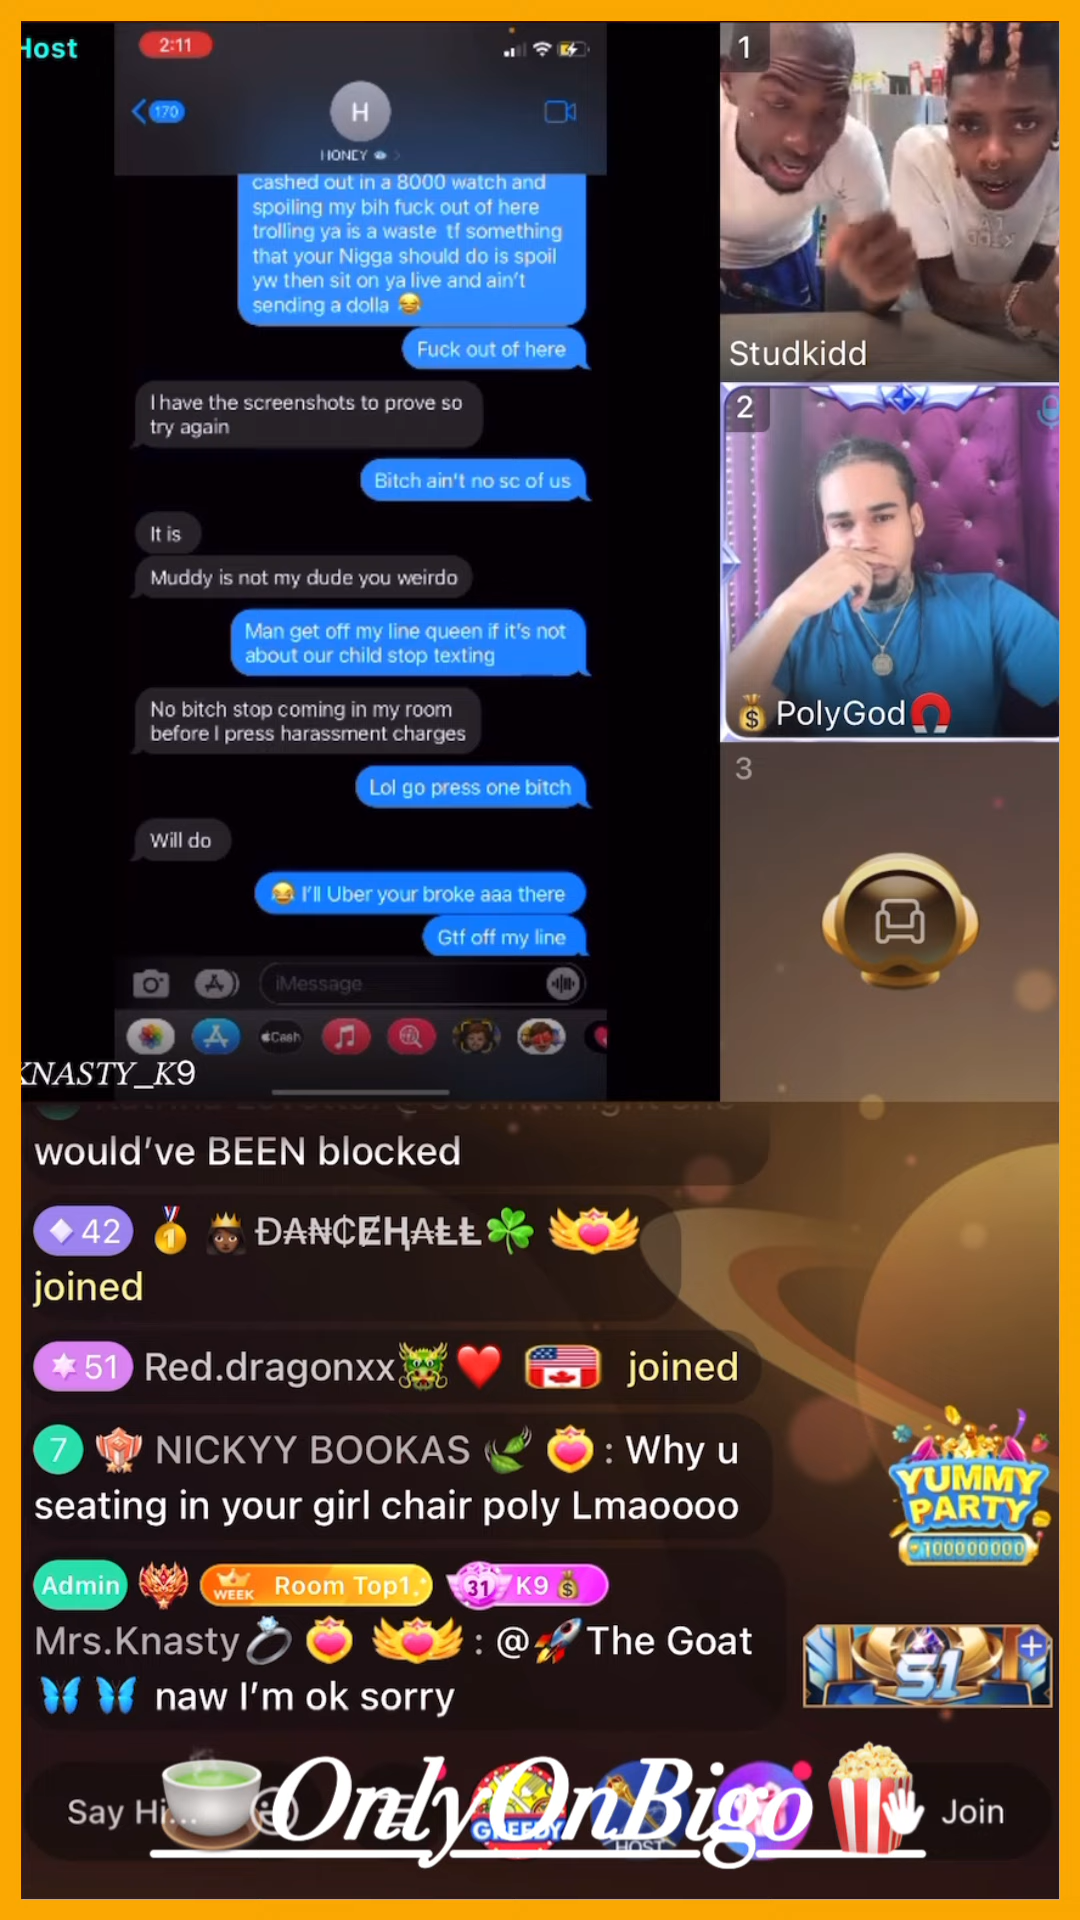 Host
2:11
170
H
HONEY
cashed out in a 8000 watch and
spoiling my bih fuck out of here
trolling ya is a waste tf something
that your Nigga should do is spoil
yw then sit on ya live and ain't
sending a dolla 😂
Fuck out of here
I have the screenshots to prove so
try again
Bitch ain't no sc of us
It is
Muddy is not my dude you weirdo
Man get off my line queen if it's not
about our child stop texting
No bitch stop coming in my room
before I press harassment charges
Lol go press one bitch
Will do
😂 I'll Uber your broke aaa there
Gtf off my line
iMessage
Cash
KNASTY_K9
1
Studkidd
2
💰 PolyGod🧲
3
would've BEEN blocked
42 🥇 👸🏾 Đ₳₦₵ɆⱧ₳ⱠⱠ☘️
joined
51 Red.dragonxx🐲❤️ joined
7 NICKYY BOOKAS 🌿 : Why u
seating in your girl chair poly Lmaoooo
YUMMY
PARTY
100000000
Admin WEEK Room Top1 31 K9💰
Mrs.Knasty💍 : @🚀The Goat
🦋 🦋 naw I'm ok sorry
S1
Say Hi...
GREEDY
HOST
Join
🍵OnlyOnBigo🍿